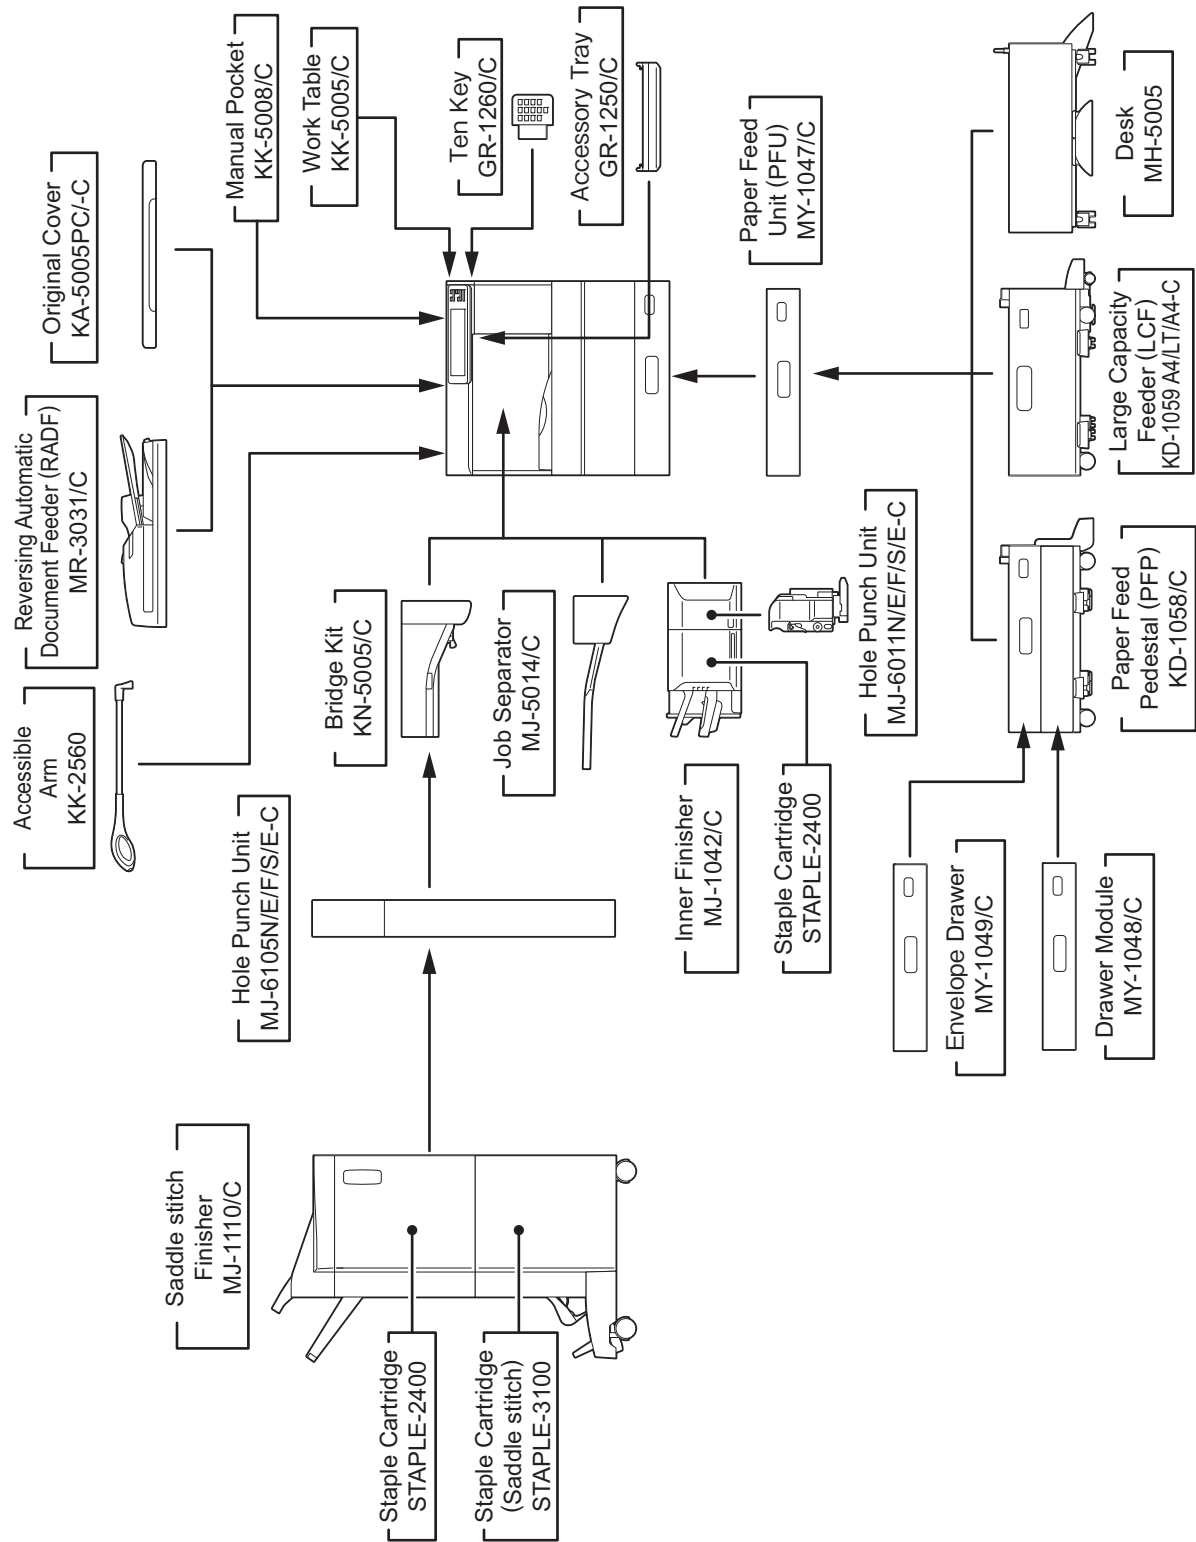 Accessible
Arm
KK-2560
Reversing Automatic
Document Feeder (RADF)
MR-3031/C
Original Cover
KA-5005PC/-C
Manual Pocket
KK-5008/C
Work Table
KK-5005/C
Ten Key
GR-1260/C
Accessory Tray
GR-1250/C
Saddle stitch
Finisher
MJ-1110/C
Hole Punch Unit
MJ-6105N/E/F/S/E-C
Bridge Kit
KN-5005/C
Job Separator
MJ-5014/C
Staple Cartridge
STAPLE-2400
Staple Cartridge
(Saddle stitch)
STAPLE-3100
Inner Finisher
MJ-1042/C
Staple Cartridge
STAPLE-2400
Hole Punch Unit
MJ-6011N/E/F/S/E-C
Paper Feed
Unit (PFU)
MY-1047/C
Envelope Drawer
MY-1049/C
Drawer Module
MY-1048/C
Paper Feed
Pedestal (PFP)
KD-1058/C
Large Capacity
Feeder (LCF)
KD-1059 A4/LT/A4-C
Desk
MH-5005